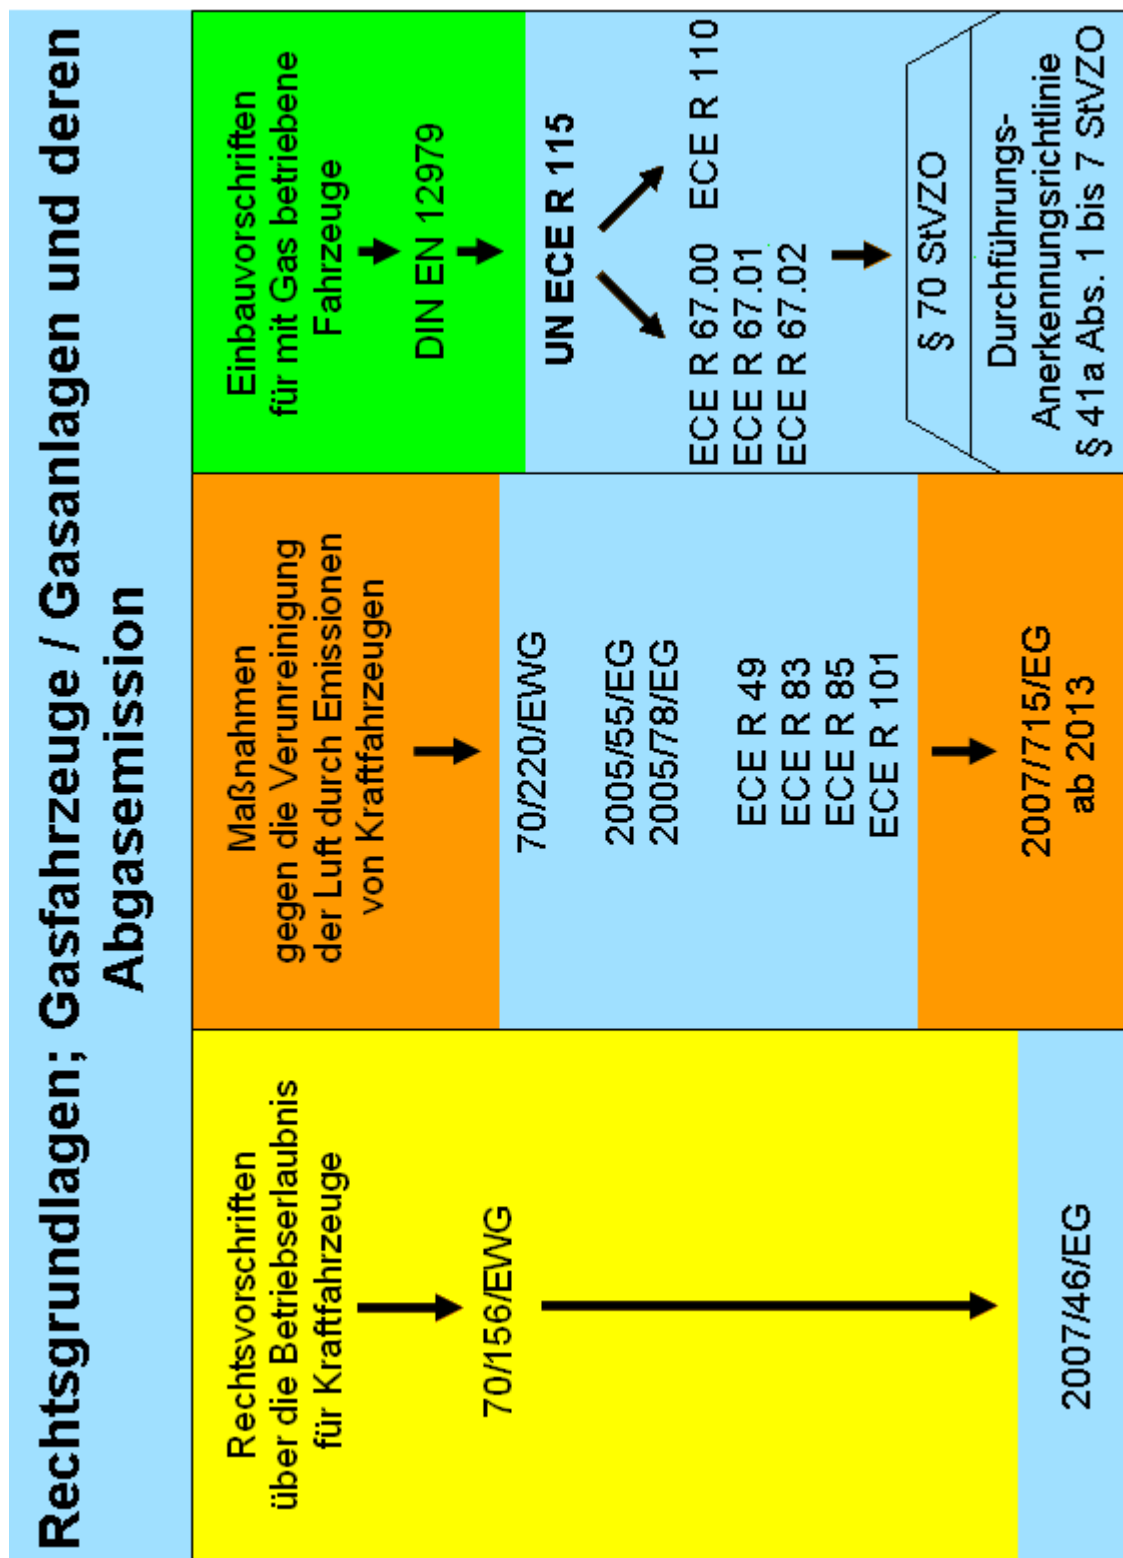 Rechtsgrundlagen; Gasfahrzeuge / Gasanlagen und deren
Abgasemission
Rechtsvorschriften
über die Betriebserlaubnis
für Kraftfahrzeuge
70/156/EWG
2007/46/EG
Maßnahmen
gegen die Verunreinigung
der Luft durch Emissionen
von Kraftfahrzeugen
70/220/EWG
2005/55/EG
2005/78/EG
ECE R 49
ECE R 83
ECE R 85
ECE R 101
2007/715/EG
ab 2013
Einbauvorschriften
für mit Gas betriebene
Fahrzeuge
DIN EN 12979
UN ECE R 115
ECE R 67.00 ECE R 110
ECE R 67.01
ECE R 67.02
§ 70 StVZO
Durchführungs-
Anerkennungsrichtlinie
§ 41a Abs. 1 bis 7 StVZO